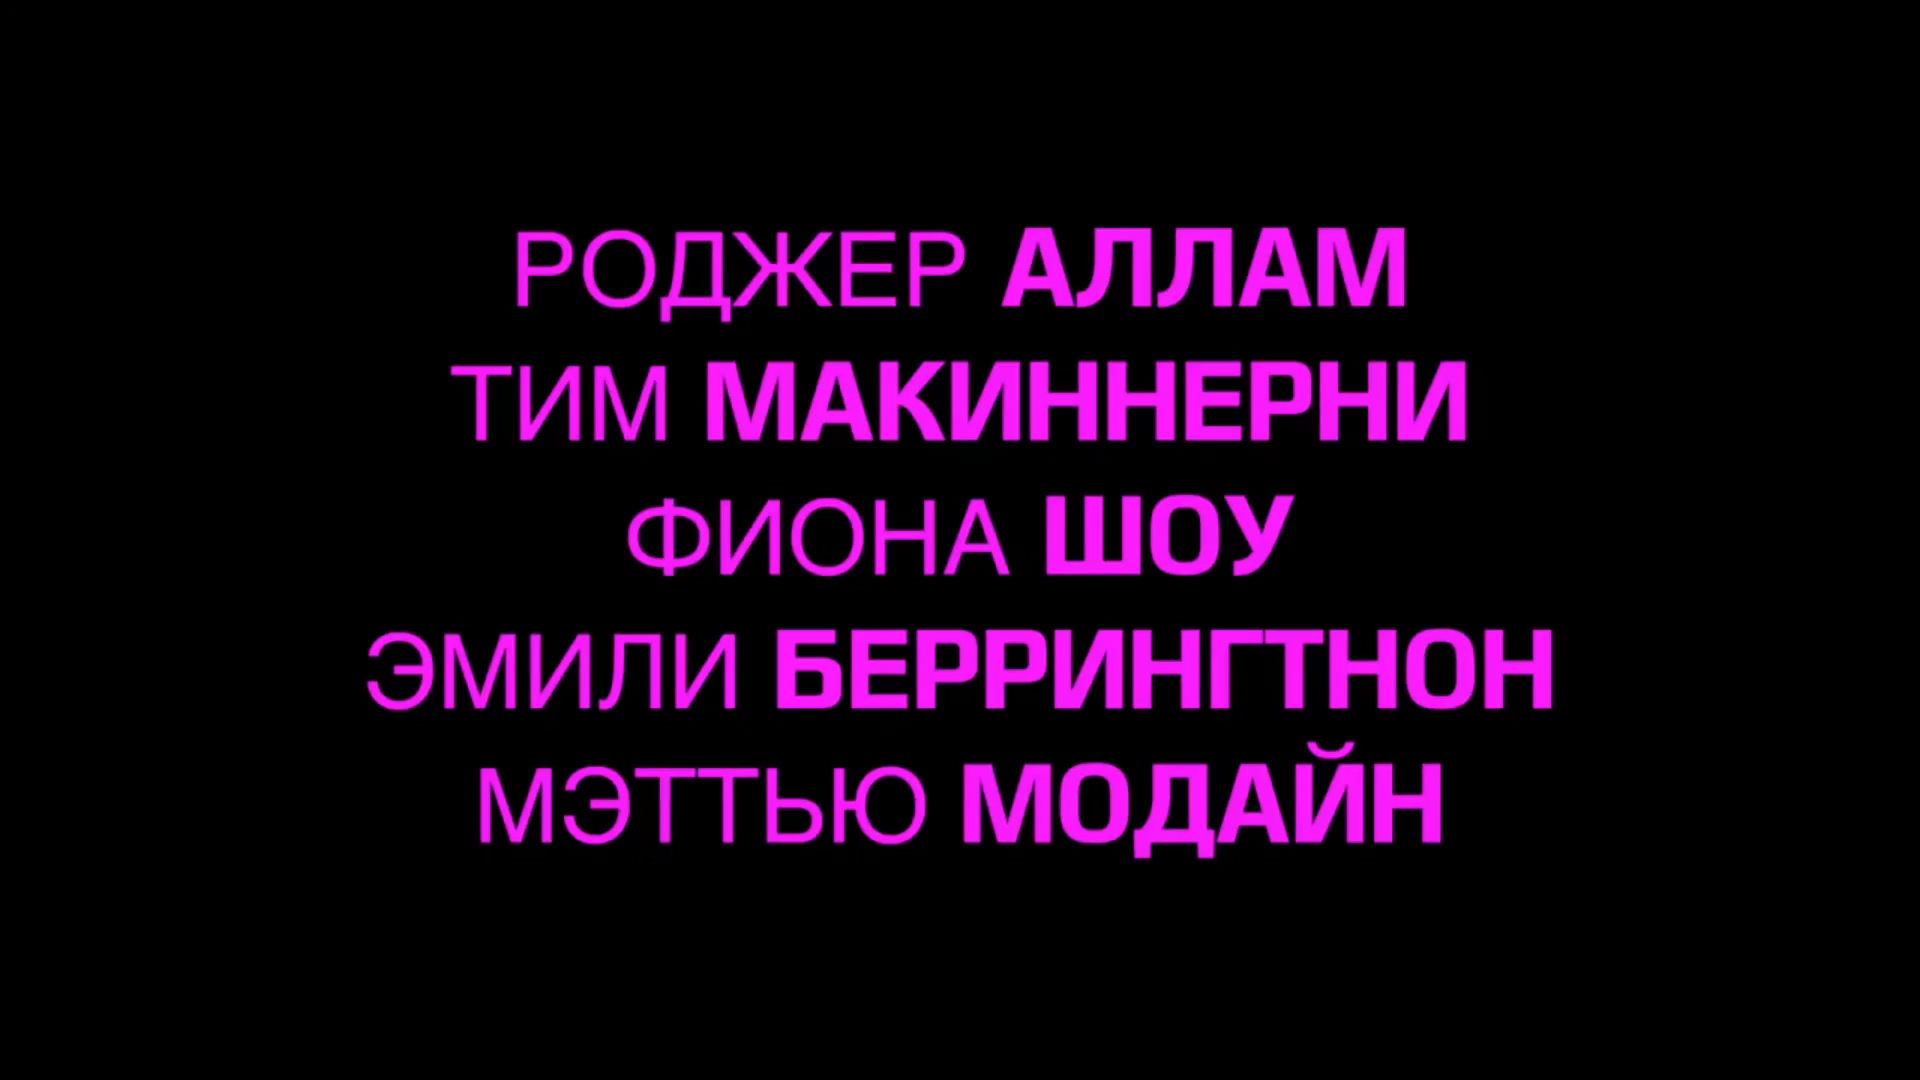 РОДЖЕР АЛЛАМ
ТИМ МАКИННЕРНИ
ФИОНА ШОУ
ЭМИЛИ БЕРРИНГТНОН
МЭТТЬЮ МОДАЙН